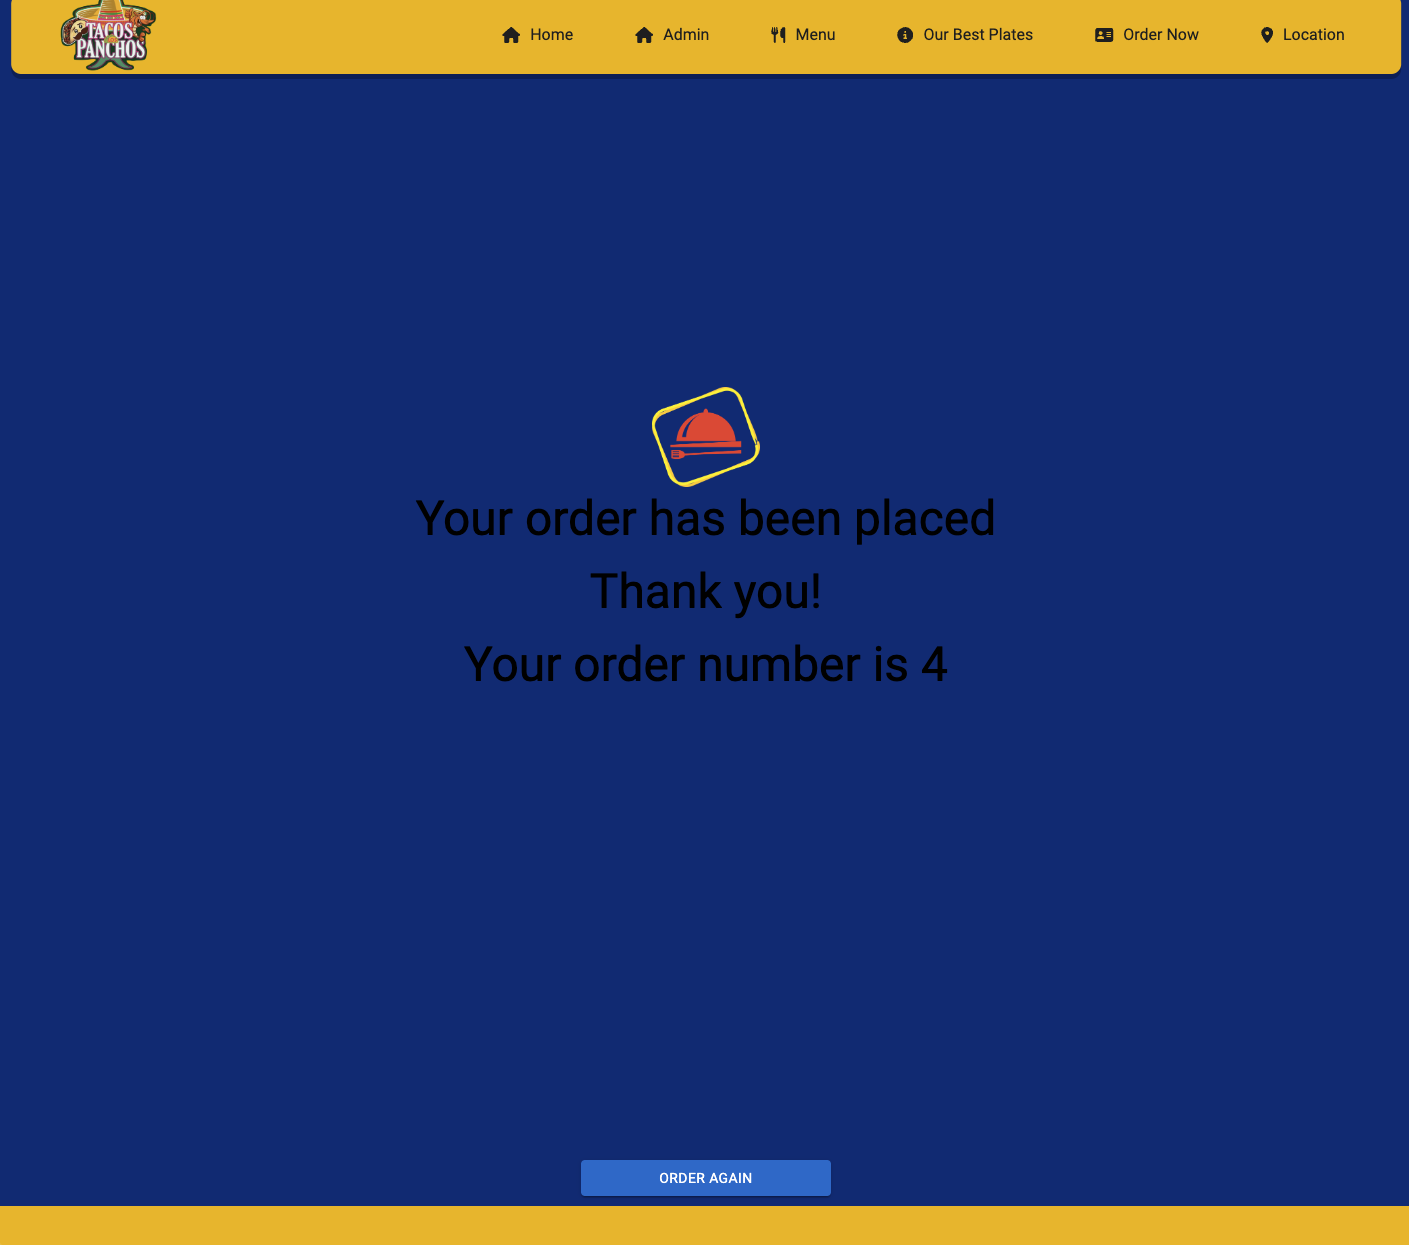 TACOS
PANCHOS
Home
Admin
Menu
Our Best Plates
Order Now
Location
Your order has been placed
Thank you!
Your order number is 4
ORDER AGAIN